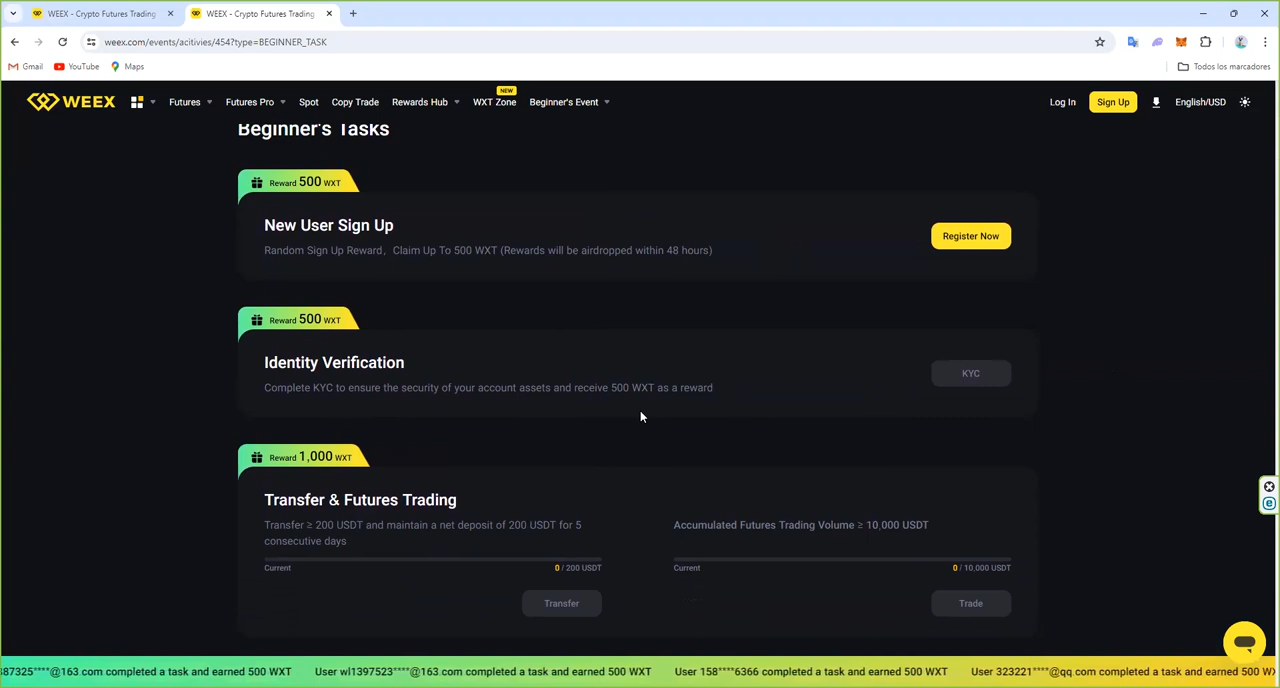 WEEX - Crypto Futures Trading
WEEX - Crypto Futures Trading
weex.com/events/acitivies/454?type=BEGINNER_TASK
Gmail
YouTube
Maps
Todos los marcadores
WEEX
Futures
Futures Pro
Spot
Copy Trade
Rewards Hub
NEW
WXT Zone
Beginner's Event
Log In
Sign Up
English/USD
Beginner's Tasks
Reward 500 WXT
New User Sign Up
Random Sign Up Reward, Claim Up To 500 WXT (Rewards will be airdropped within 48 hours)
Register Now
Reward 500 WXT
Identity Verification
Complete KYC to ensure the security of your account assets and receive 500 WXT as a reward
KYC
Reward 1,000 WXT
Transfer & Futures Trading
Transfer ≥ 200 USDT and maintain a net deposit of 200 USDT for 5
consecutive days
Accumulated Futures Trading Volume ≥ 10,000 USDT
Current
0 / 200 USDT
Current
0 / 10,000 USDT
Transfer
Trade
387325****@163.com completed a task and earned 500 WXT
User wl1397523****@163.com completed a task and earned 500 WXT
User 158****6366 completed a task and earned 500 WXT
User 323221****@qq.com completed a task and earned 500